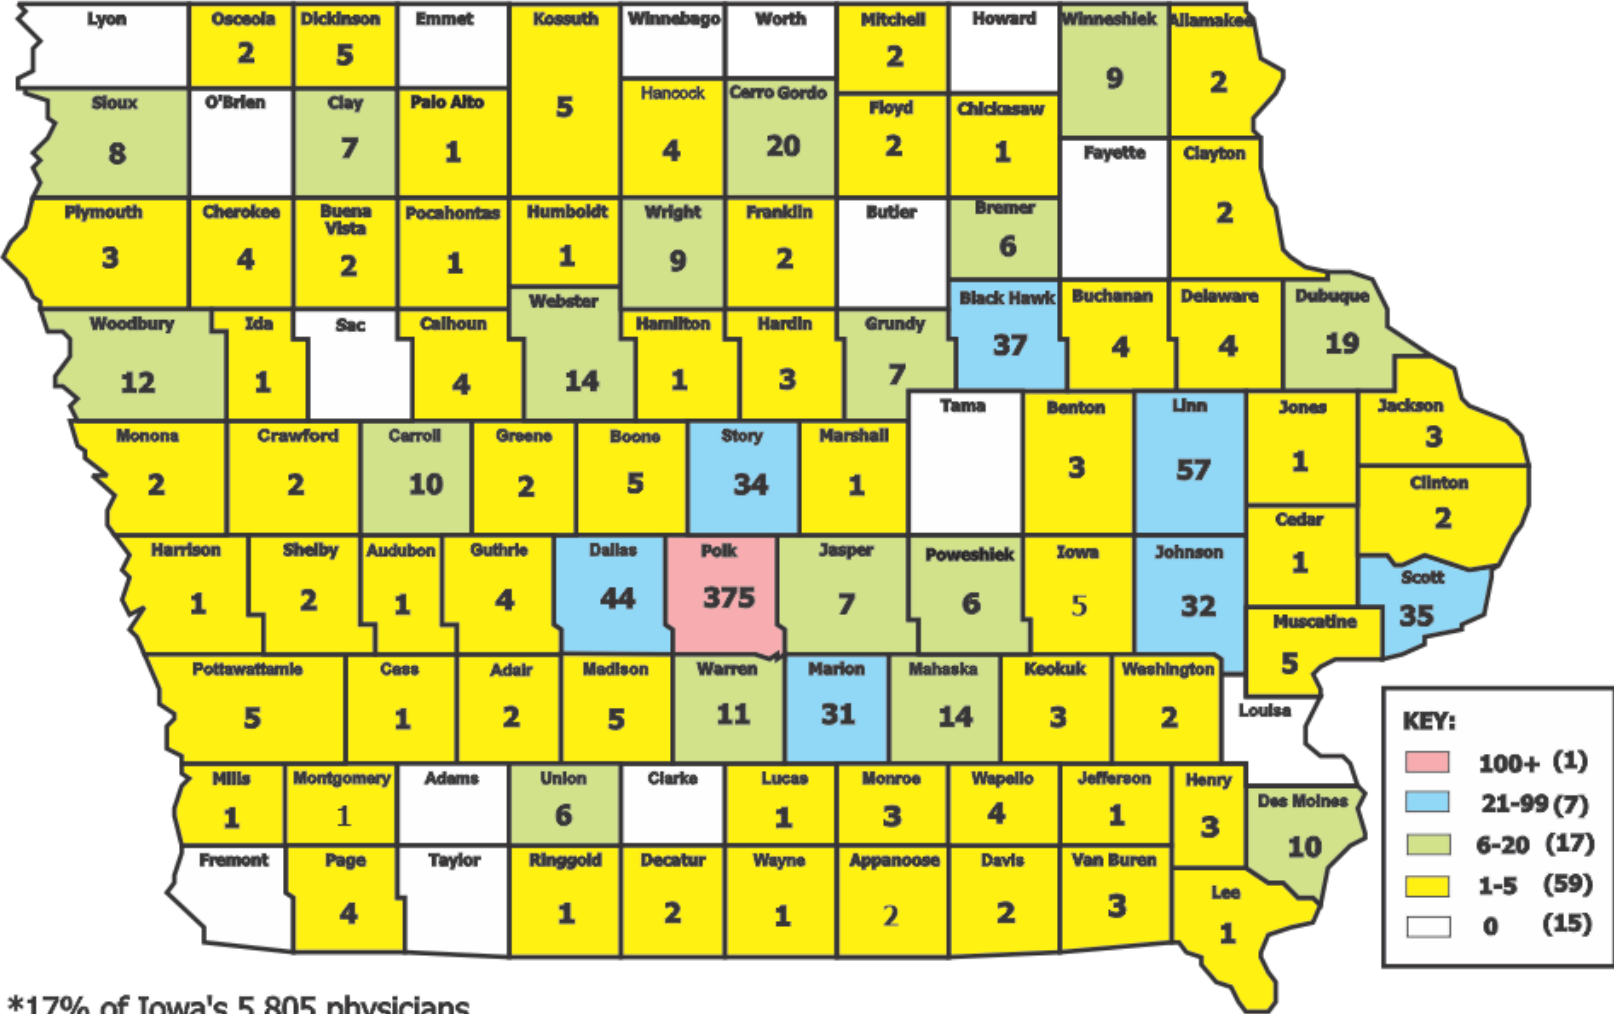 Lyon
Osceola
2
Dickinson
5
Emmet
Kossuth
5
Winnebago
Worth
Mitchell
2
Howard
Winneshiek
9
Allamakee
2
Sioux
8
O'Brien
Clay
7
Palo Alto
1
Hancock
4
Cerro Gordo
20
Floyd
2
Chickasaw
1
Fayette
Clayton
2
Plymouth
3
Cherokee
4
Buena
Vista
2
Pocahontas
1
Humboldt
1
Wright
9
Franklin
2
Butler
Bremer
6
Woodbury
12
Ida
1
Sac
Calhoun
4
Webster
14
Hamilton
1
Hardin
3
Grundy
7
Black Hawk
37
Buchanan
4
Delaware
4
Dubuque
19
Monona
2
Crawford
2
Carroll
10
Greene
2
Boone
5
Story
34
Marshall
1
Tama
Benton
3
Linn
57
Jones
1
Jackson
3
Clinton
2
Cedar
1
Harrison
1
Shelby
2
Audubon
1
Guthrie
4
Dallas
44
Polk
375
Jasper
7
Poweshiek
6
Iowa
5
Johnson
32
Scott
35
Muscatine
5
Pottawattamie
5
Cass
1
Adair
2
Madison
5
Warren
11
Marion
31
Mahaska
14
Keokuk
3
Washington
2
Louisa
Mills
1
Montgomery
1
Adams
Union
6
Clarke
Lucas
1
Monroe
3
Wapello
4
Jefferson
1
Henry
3
Des Moines
10
Fremont
Page
4
Taylor
Ringgold
1
Decatur
2
Wayne
1
Appanoose
2
Davis
2
Van Buren
3
Lee
1
KEY:
100+ (1)
21-99 (7)
6-20 (17)
1-5 (59)
0 (15)
*17% of Iowa's 5,805 physicians